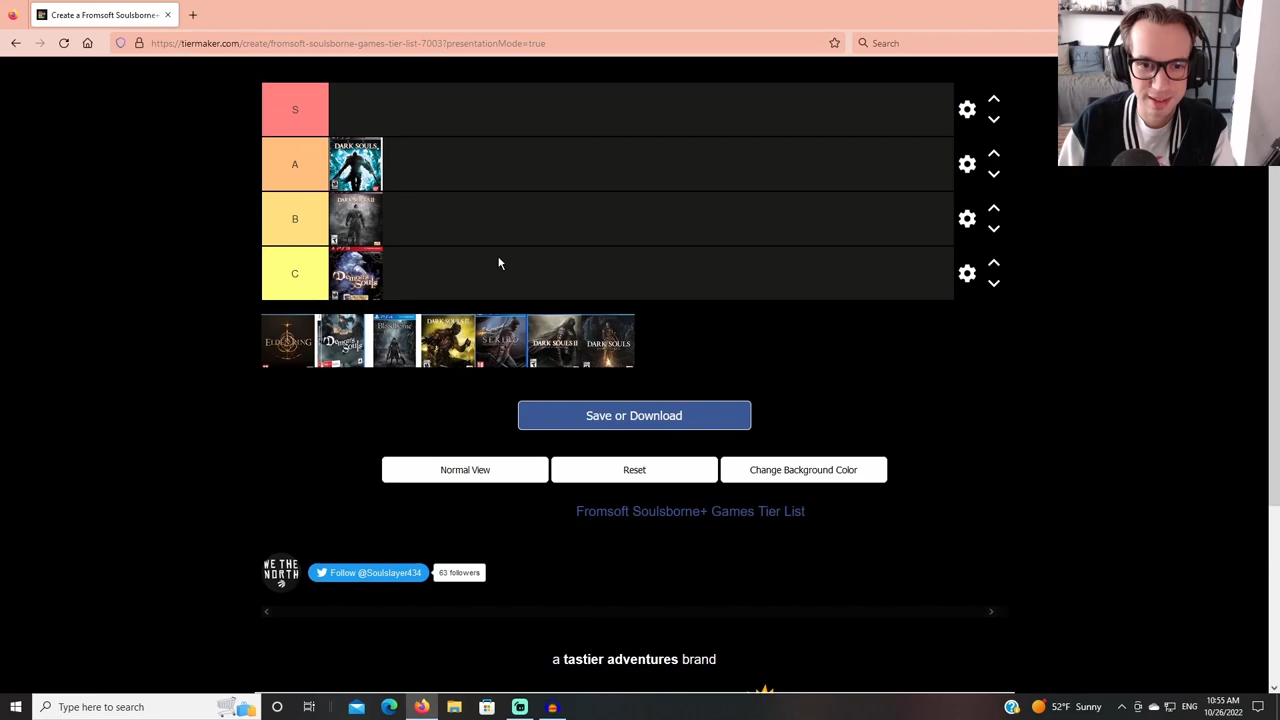 Create a Fromsoft Soulsborne+
https://tiermaker.com/create/fromsoft-soulsborne-games-tier-list-7003?presentationMode=true
Search
S
A
DARK SOULS
B
DARK SOULS II
C
Demon's Souls
ELDEN RING
Demon's Souls
Bloodborne
DARK SOULS II
SEKIRO
DARK SOULS II
DARK SOULS
Save or Download
Normal View
Reset
Change Background Color
Fromsoft Soulsborne+ Games Tier List
WE THE NORTH
Follow @Soulslayer434
63 followers
a tastier adventures brand
Type here to search
52°F Sunny
ENG
10:55 AM
10/26/2022